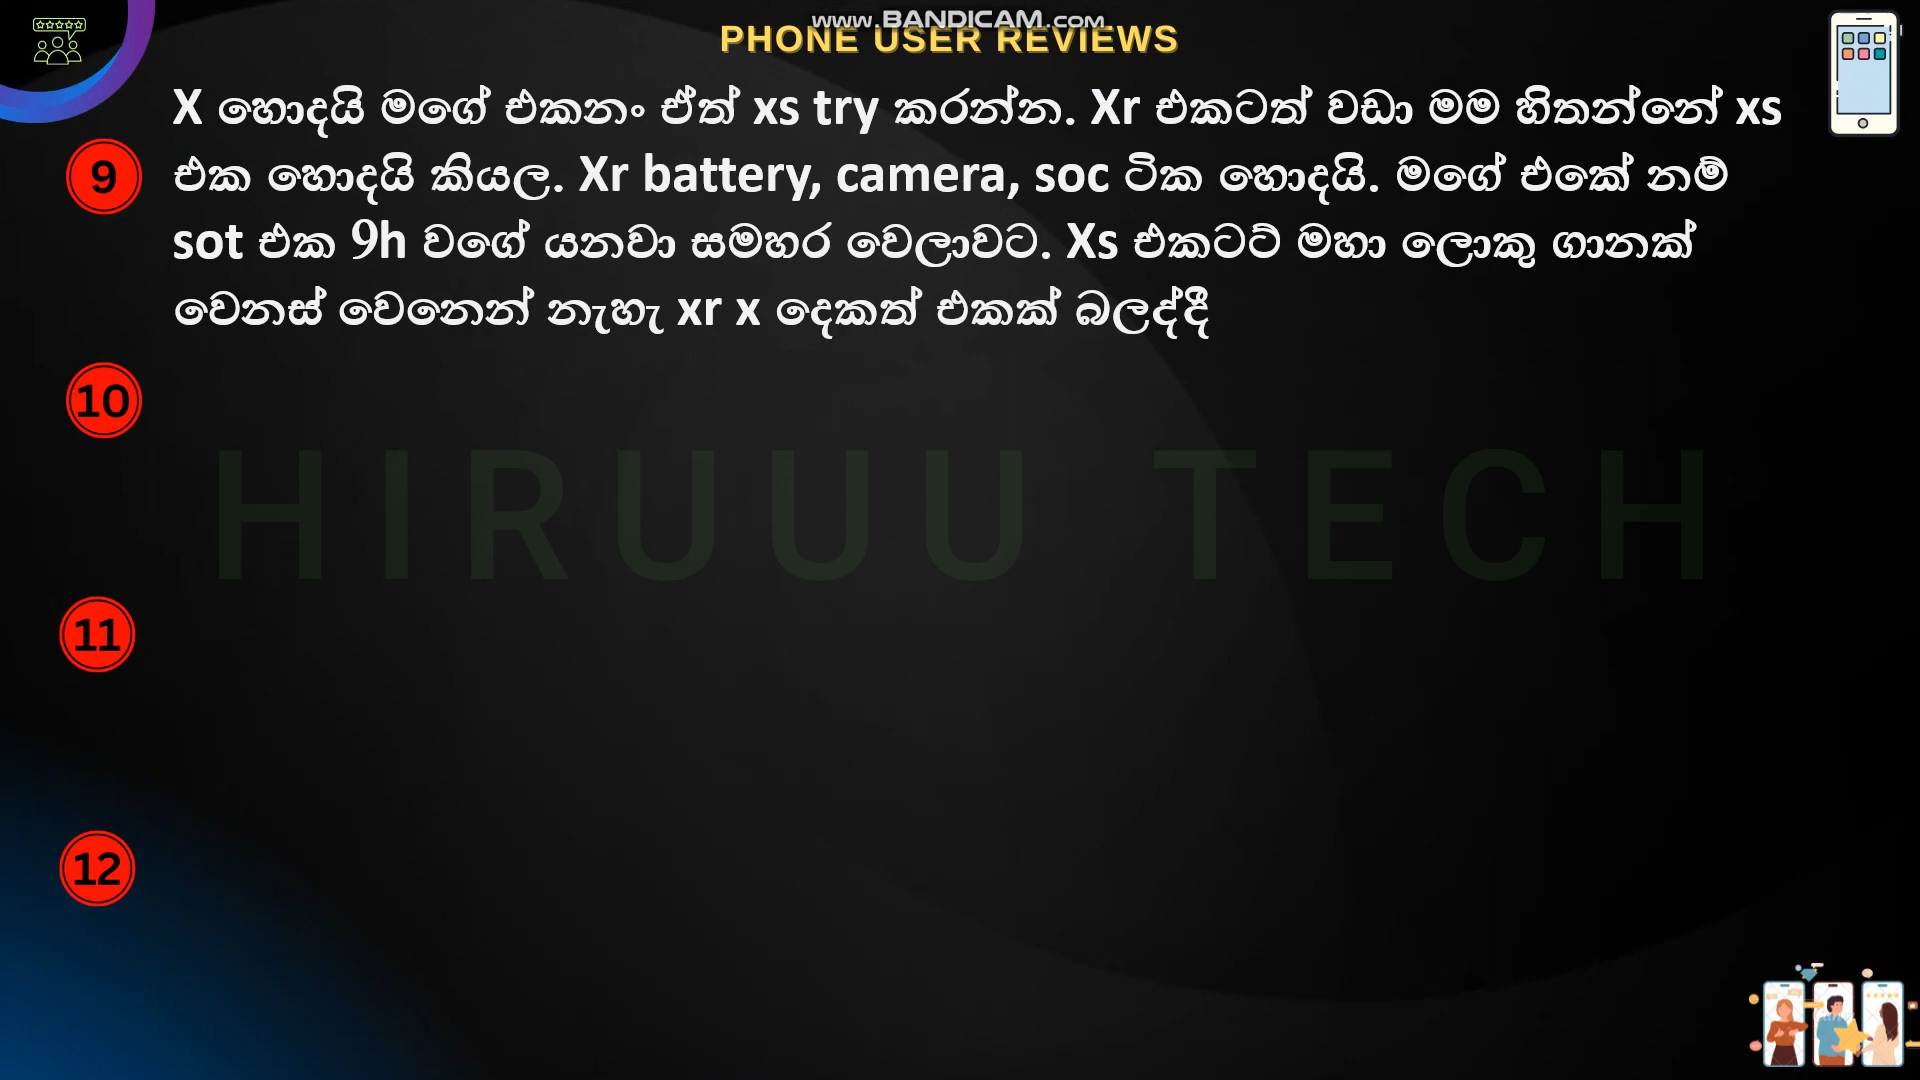 www.BANDICAM.com
PHONE USER REVIEWS
X හොදයි මගේ එකනං ඒත් xs try කරන්න. Xr එකටත් වඩා මම හිතන්නේ xs
9 එක හොදයි කියල. Xr battery, camera, soc ටික හොදයි. මගේ එකේ නම්
sot එක 9h වගේ යනවා සමහර වෙලාවට. Xs එකටට් මහා ලොකු ගානක්
වෙනස් වෙනෙන් නැහැ xr x දෙකත් එකක් බලද්දී
10
HIRUUU TECH
11
12